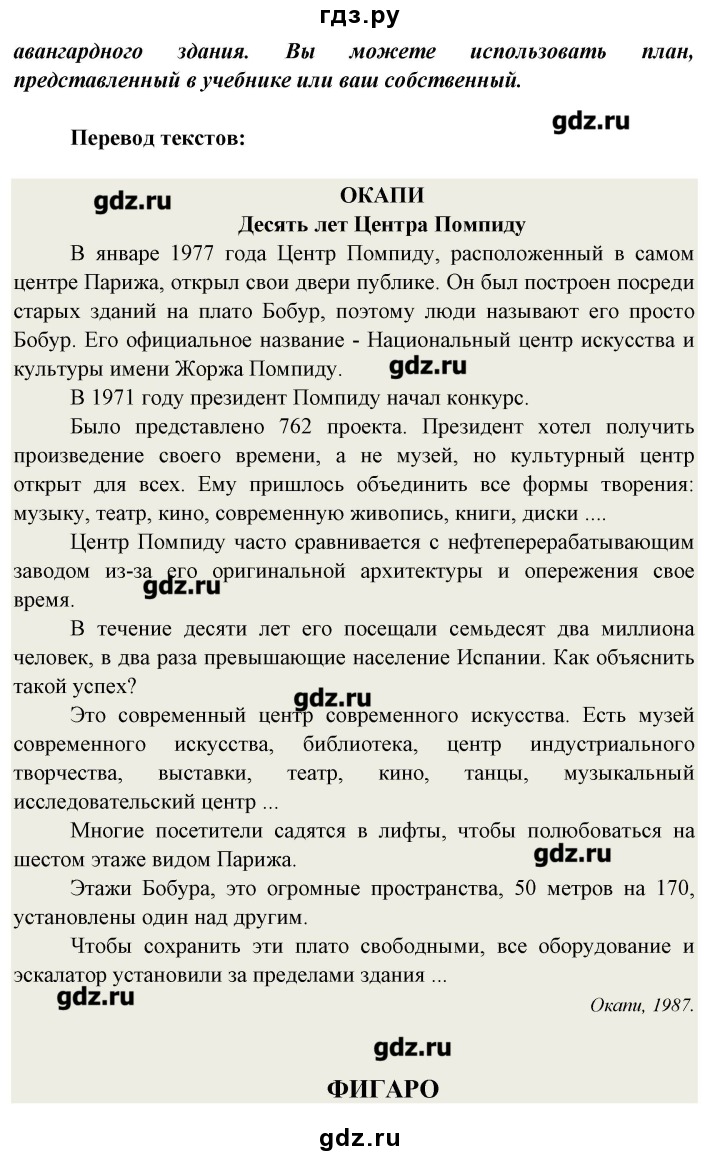 гдз.ру
авангардного здания. Вы можете использовать план,
представленный в учебнике или ваш собственный.
gdz.ru
Перевод текстов:
gdz.ru
ОКАПИ
Десять лет Центра Помпиду
В январе 1977 года Центр Помпиду, расположенный в самом
центре Парижа, открыл свои двери публике. Он был построен посреди
старых зданий на плато Бобур, поэтому люди называют его просто
Бобур. Его официальное название - Национальный центр искусства и
культуры имени Жоржа Помпиду.
gdz.ru
В 1971 году президент Помпиду начал конкурс.
Было представлено 762 проекта. Президент хотел получить
произведение своего времени, а не музей, но культурный центр
открыт для всех. Ему пришлось объединить все формы творения:
музыку, театр, кино, современную живопись, книги, диски ....
Центр Помпиду часто сравнивается с нефтеперерабатывающим
заводом из-за его оригинальной архитектуры и опережения свое
время.
gdz.ru
В течение десяти лет его посещали семьдесят два миллиона
человек, в два раза превышающие население Испании. Как объяснить
такой успех?
gdz.ru
Это современный центр современного искусства. Есть музей
современного искусства, библиотека, центр индустриального
творчества, выставки, театр, кино, танцы, музыкальный
исследовательский центр ...
Многие посетители садятся в лифты, чтобы полюбоваться на
шестом этаже видом Парижа.
gdz.ru
Этажи Бобура, это огромные пространства, 50 метров на 170,
установлены один над другим.
Чтобы сохранить эти плато свободными, все оборудование и
эскалатор установили за пределами здания ...
gdz.ru
Окапи, 1987.
gdz.ru
ФИГАРО
gdz.ru